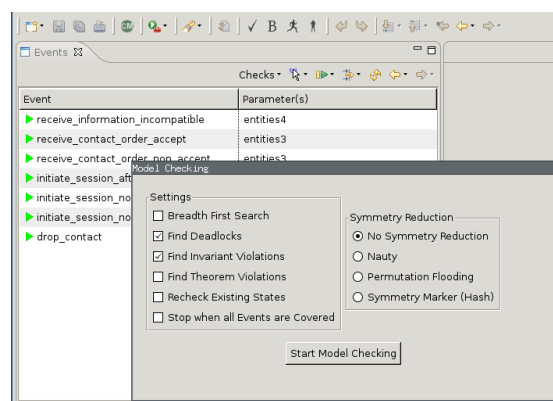 Events
Checks
Event Parameter(s)
receive_information_incompatible entities4
receive_contact_order_accept entities3
receive_contact_order_non_accept entities3
Model Checking
initiate_session_aft
initiate_session_no
initiate_session_no
drop_contact
Settings
Breadth First Search
Find Deadlocks
Find Invariant Violations
Find Theorem Violations
Recheck Existing States
Stop when all Events are Covered
Symmetry Reduction
No Symmetry Reduction
Nauty
Permutation Flooding
Symmetry Marker (Hash)
Start Model Checking